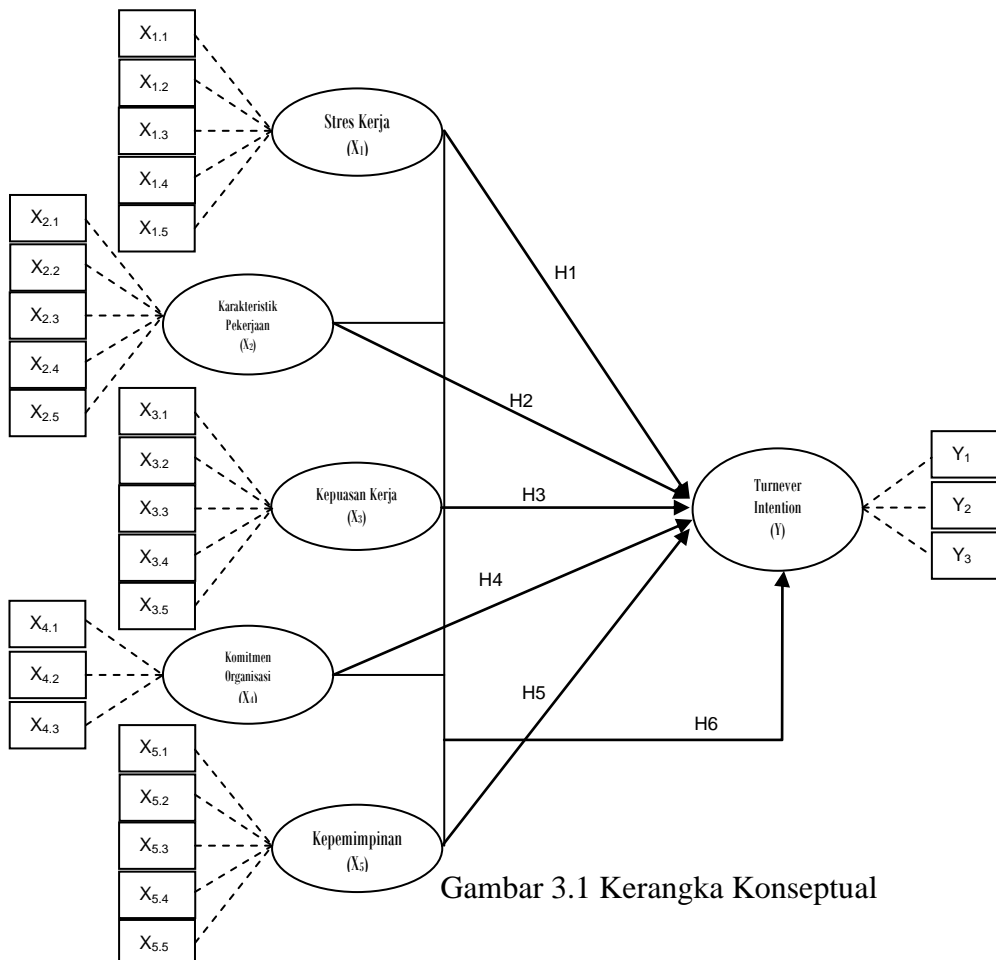 X1.1
X1.2
X1.3
X1.4
X1.5
Stres Kerja
(X1)
X2.1
X2.2
X2.3
X2.4
X2.5
Karakteristik
Pekerjaan
(X2)
X3.1
X3.2
X3.3
X3.4
X3.5
Kepuasan Kerja
(X3)
X4.1
X4.2
X4.3
Komitmen
Organisasi
(X4)
X5.1
X5.2
X5.3
X5.4
X5.5
Kepemimpinan
(X5)
H1
H2
H3
H4
H5
H6
Turnever
Intention
(Y)
Y1
Y2
Y3
Gambar 3.1 Kerangka Konseptual